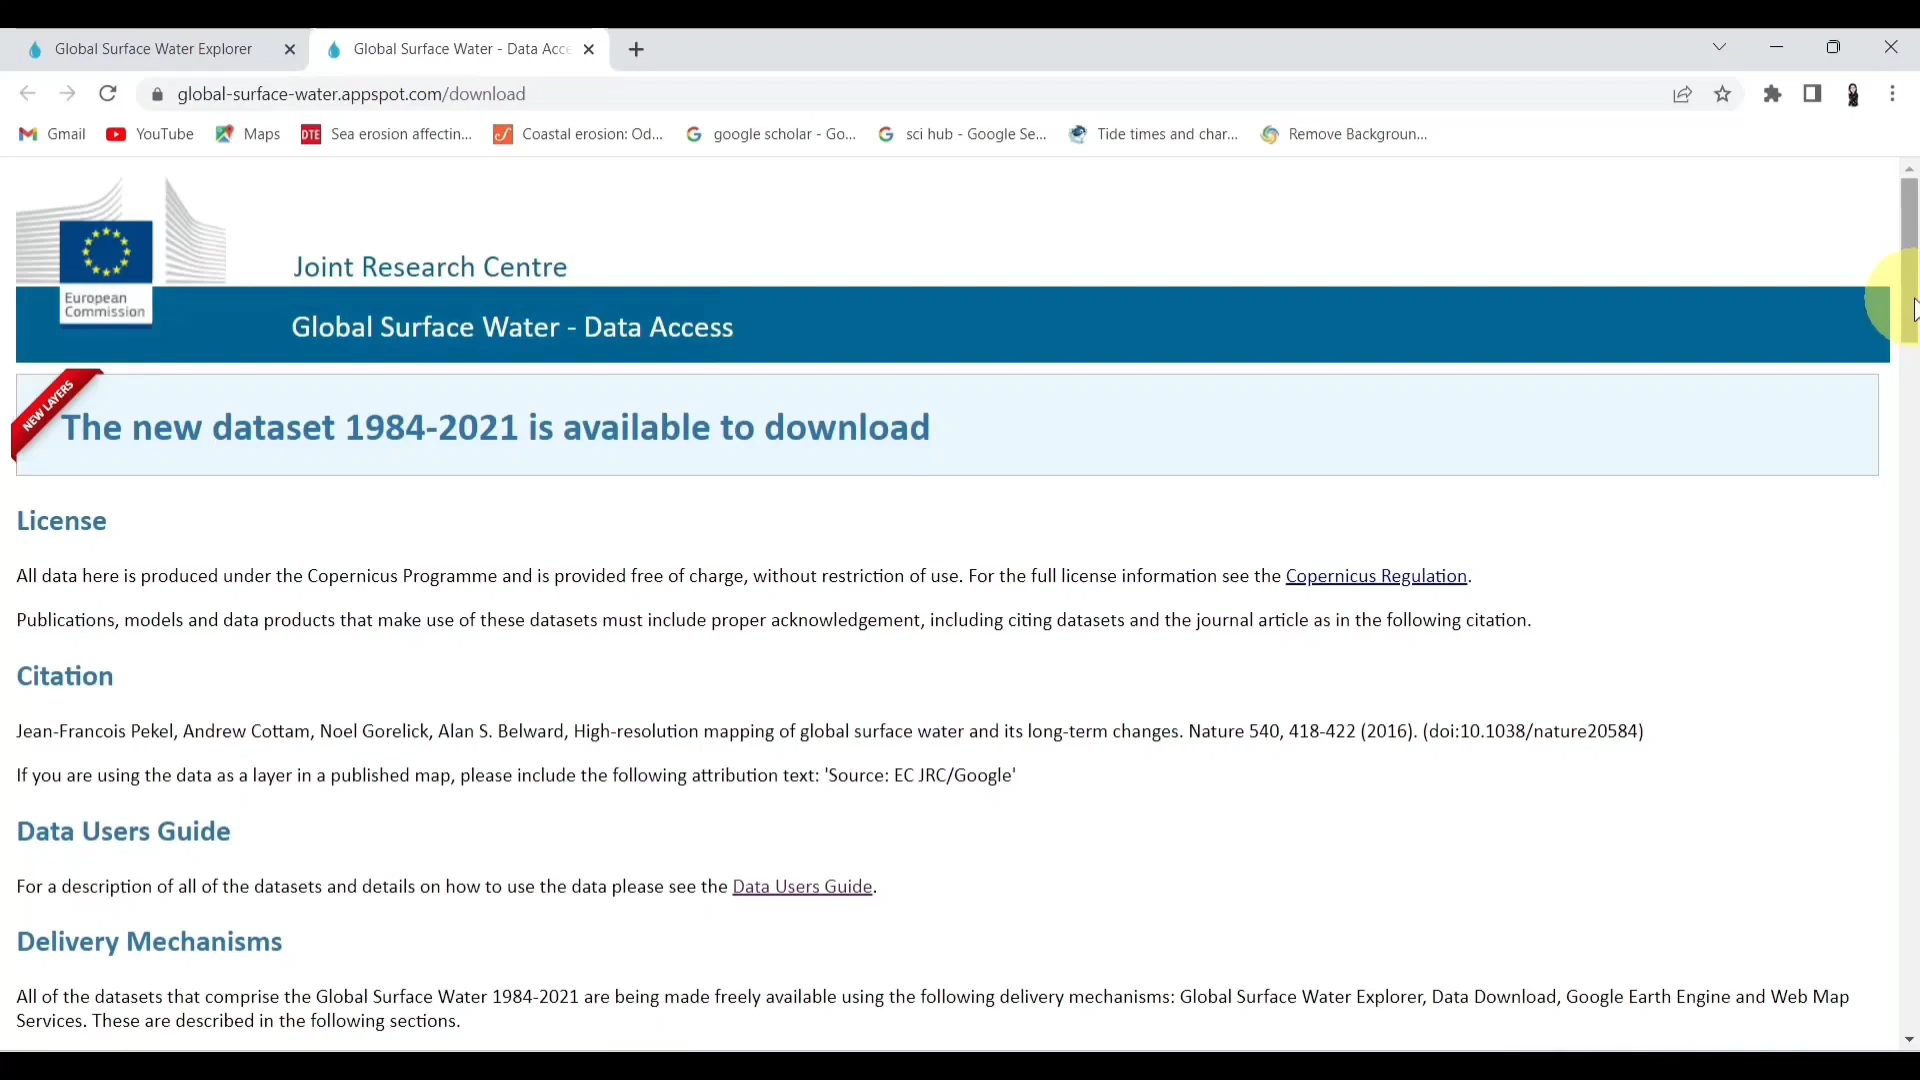 Global Surface Water Explorer
Global Surface Water - Data Acce
global-surface-water.appspot.com/download
Gmail
YouTube
Maps
DTE
Sea erosion affectin...
Coastal erosion: Od...
google scholar - Go...
sci hub - Google Se...
Tide times and char...
Remove Backgroun...
European
Commission
Joint Research Centre
Global Surface Water - Data Access
NEW LAYERS
The new dataset 1984-2021 is available to download
License
All data here is produced under the Copernicus Programme and is provided free of charge, without restriction of use. For the full license information see the Copernicus Regulation.
Publications, models and data products that make use of these datasets must include proper acknowledgement, including citing datasets and the journal article as in the following citation.
Citation
Jean-Francois Pekel, Andrew Cottam, Noel Gorelick, Alan S. Belward, High-resolution mapping of global surface water and its long-term changes. Nature 540, 418-422 (2016). (doi:10.1038/nature20584)
If you are using the data as a layer in a published map, please include the following attribution text: 'Source: EC JRC/Google'
Data Users Guide
For a description of all of the datasets and details on how to use the data please see the Data Users Guide.
Delivery Mechanisms
All of the datasets that comprise the Global Surface Water 1984-2021 are being made freely available using the following delivery mechanisms: Global Surface Water Explorer, Data Download, Google Earth Engine and Web Map
Services. These are described in the following sections.